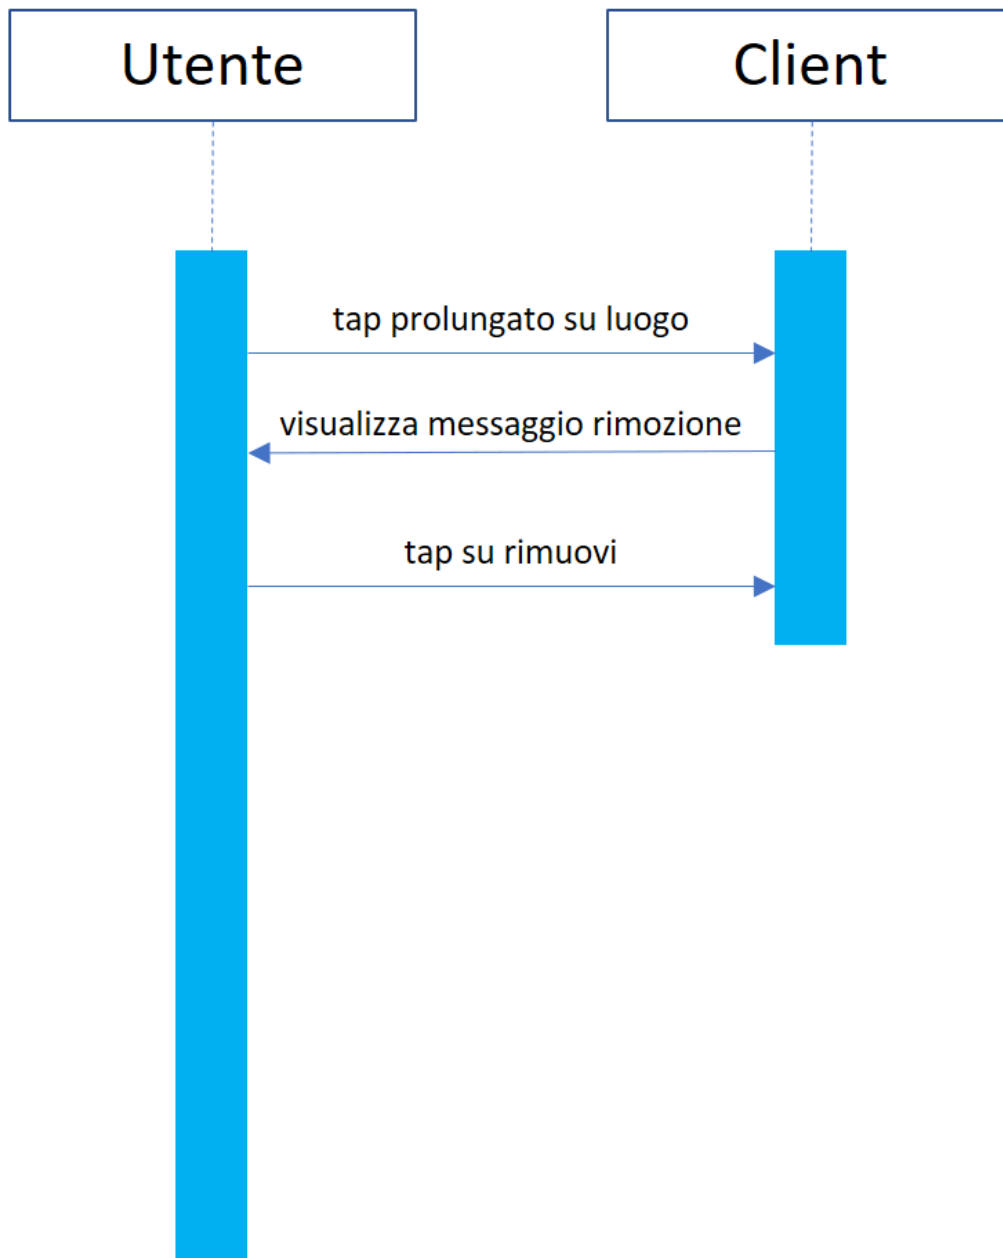 Utente
Client
tap prolungato su luogo
visualizza messaggio rimozione
tap su rimuovi